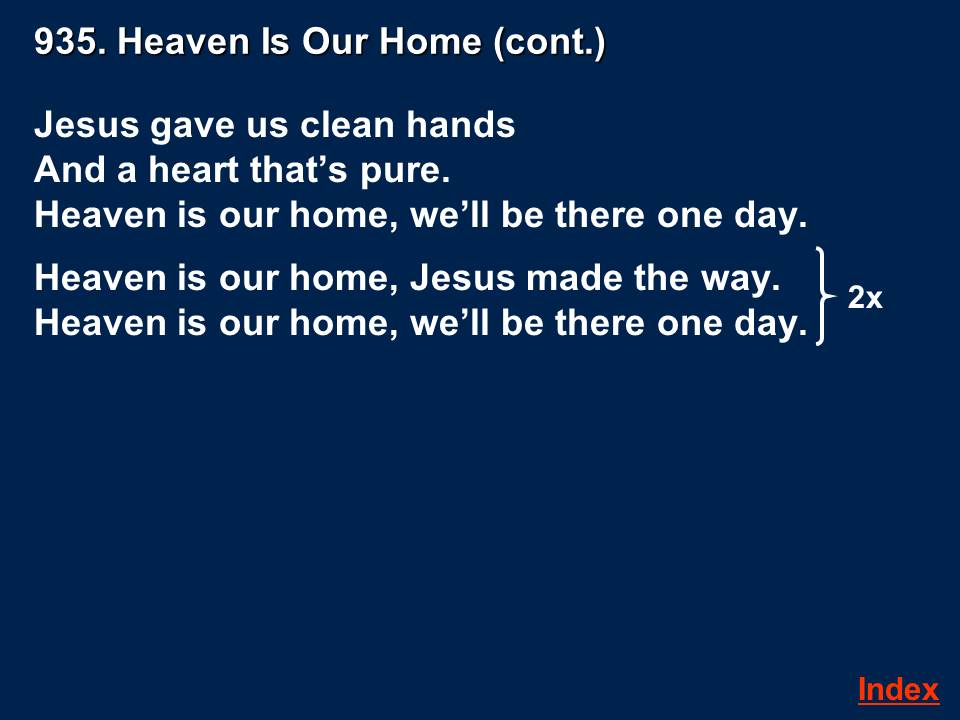 935. Heaven Is Our Home (cont.)
Jesus gave us clean hands
And a heart that’s pure.
Heaven is our home, we’ll be there one day.
Heaven is our home, Jesus made the way.
Heaven is our home, we’ll be there one day.
2x
Index